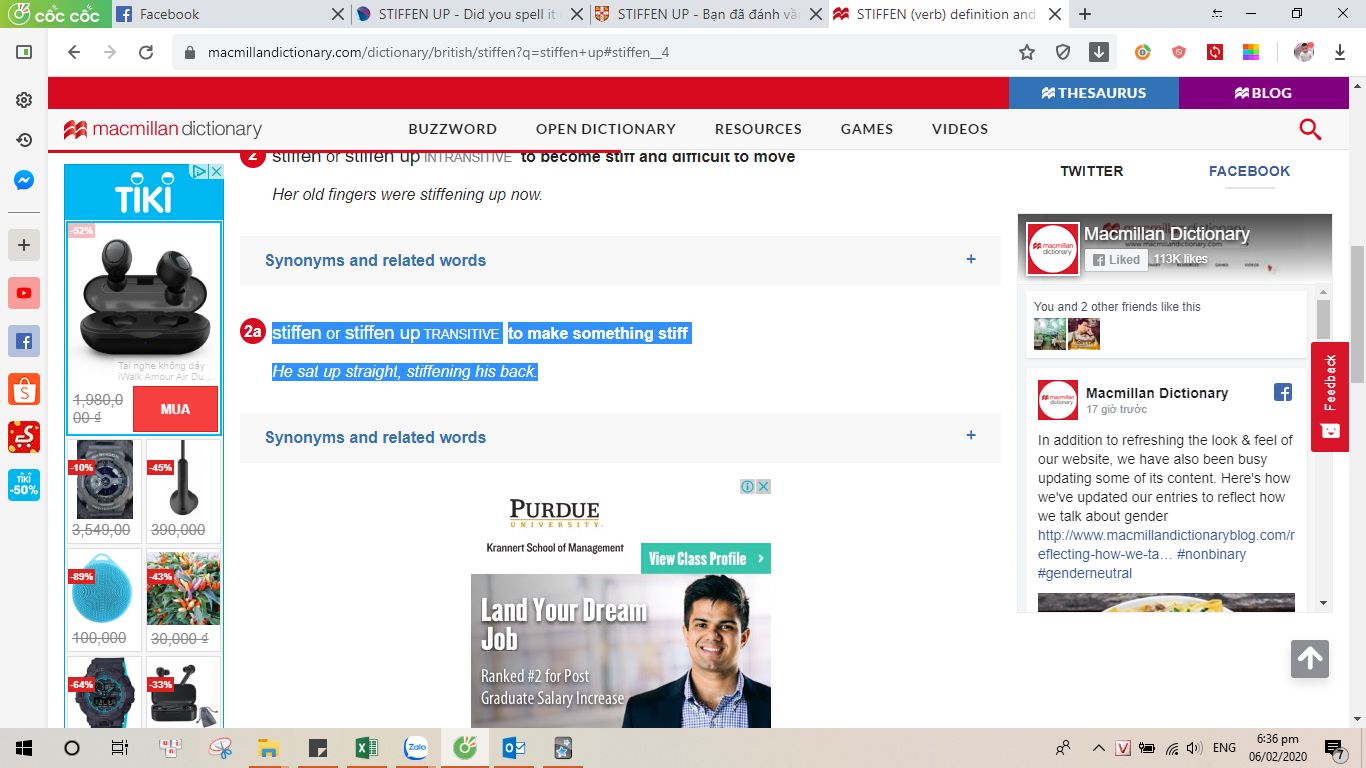 cốc cốc
Facebook
STIFFEN UP - Did you spell it
STIFFEN UP - Bạn đã đánh vầ
STIFFEN (verb) definition and
macmillandictionary.com/dictionary/british/stiffen?q=stiffen+up#stiffen__4
THESAURUS
BLOG
macmillan dictionary
BUZZWORD
OPEN DICTIONARY
RESOURCES
GAMES
VIDEOS
2 stiffen or stiffen up INTRANSITIVE to become stiff and difficult to move
Her old fingers were stiffening up now.
Synonyms and related words
+
2a stiffen or stiffen up TRANSITIVE to make something stiff
He sat up straight, stiffening his back.
Synonyms and related words
+
TIKI
-52%
Tai nghe không dây
iWalk Amour Air Du...
1,980,0
00 ₫
MUA
-10%
3,549,00
-45%
390,000
-89%
100,000
-43%
30,000 ₫
-64%
-33%
TIKI
-50%
PURDUE
UNIVERSITY
Krannert School of Management
View Class Profile >
Land Your Dream
Job
Ranked #2 for Post
Graduate Salary Increase
TWITTER
FACEBOOK
Macmillan Dictionary
Liked
113K likes
You and 2 other friends like this
Macmillan Dictionary
17 giờ trước
In addition to refreshing the look & feel of
our website, we have also been busy
updating some of its content. Here's how
we've updated our entries to reflect how
we talk about gender
http://www.macmillandictionaryblog.com/r
eflecting-how-we-ta… #nonbinary
#genderneutral
Feedback
Zalo
V
ENG
6:36 pm
06/02/2020
7